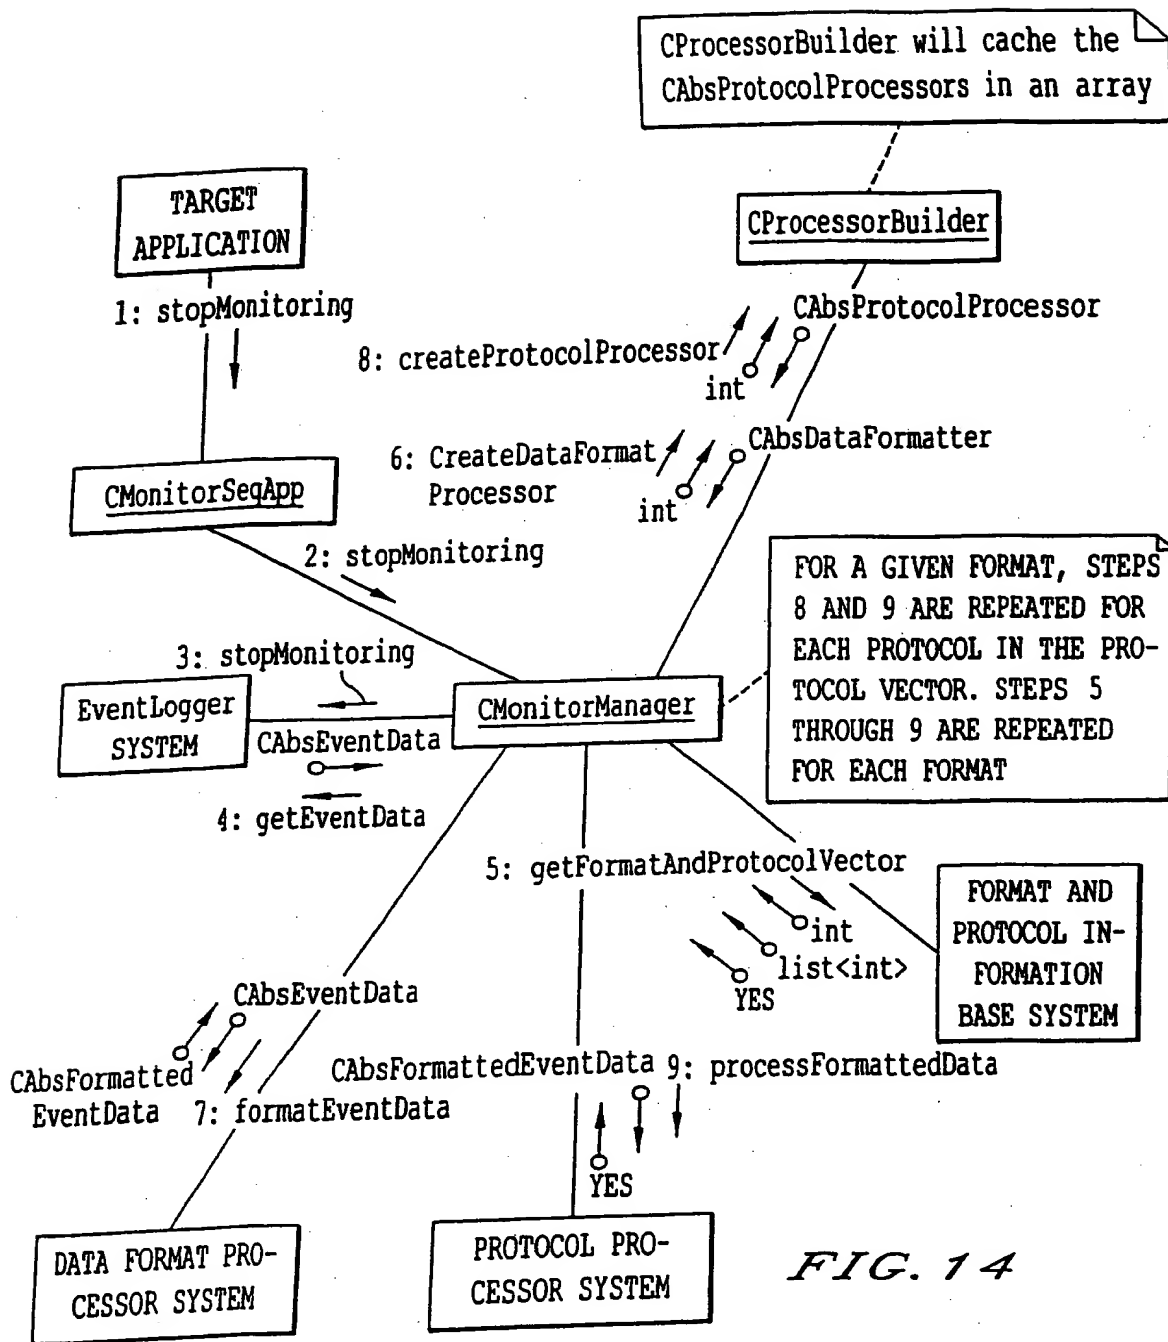 CProcessorBuilder will cache the
CAbsProtocolProcessors in an array
TARGET
APPLICATION
CProcessorBuilder
1: stopMonitoring
CAbsProtocolProcessor
8: createProtocolProcessor
int
CAbsDataFormatter
6: CreateDataFormat
Processor
int
CMonitorSeqApp
2: stopMonitoring
FOR A GIVEN FORMAT, STEPS
8 AND 9 ARE REPEATED FOR
EACH PROTOCOL IN THE PRO-
TOCOL VECTOR. STEPS 5
THROUGH 9 ARE REPEATED
FOR EACH FORMAT
3: stopMonitoring
EventLogger
SYSTEM
CMonitorManager
CAbsEventData
4: getEventData
5: getFormatAndProtocolVector
int
list<int>
YES
FORMAT AND
PROTOCOL IN-
FORMATION
BASE SYSTEM
CAbsEventData
CAbsFormatted
EventData
7: formatEventData
CAbsFormattedEventData
9: processFormattedData
YES
DATA FORMAT PRO-
CESSOR SYSTEM
PROTOCOL PRO-
CESSOR SYSTEM
FIG. 14